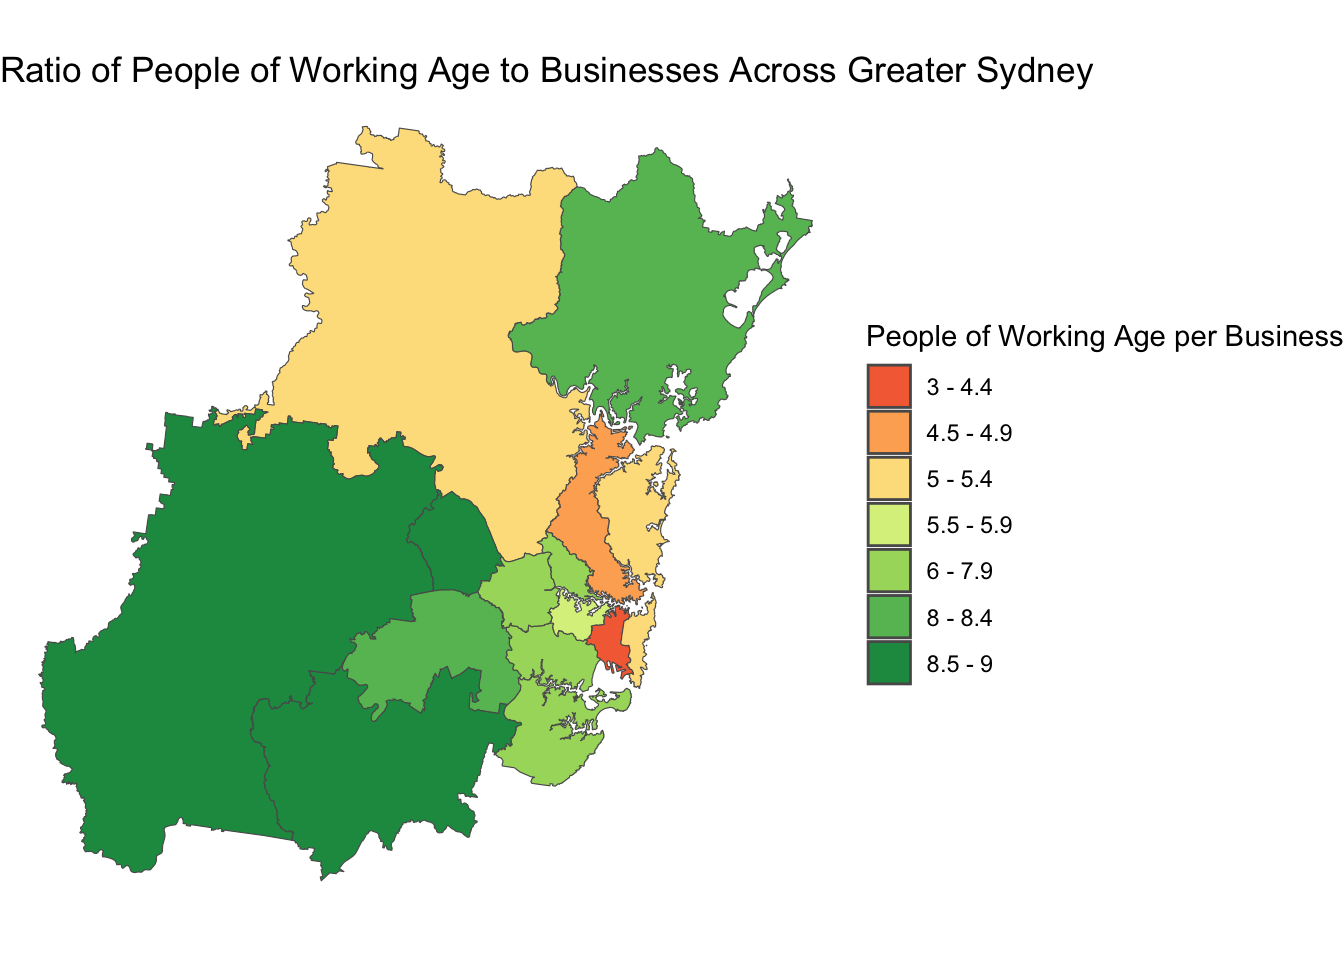 Ratio of People of Working Age to Businesses Across Greater Sydney
People of Working Age per Business
3 - 4.4
4.5 - 4.9
5 - 5.4
5.5 - 5.9
6 - 7.9
8 - 8.4
8.5 - 9